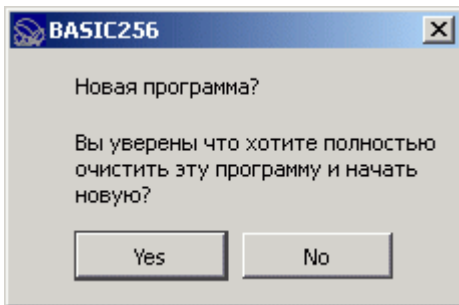 BASIC256
Новая программа?
Вы уверены что хотите полностью
очистить эту программу и начать
новую?
Yes
No